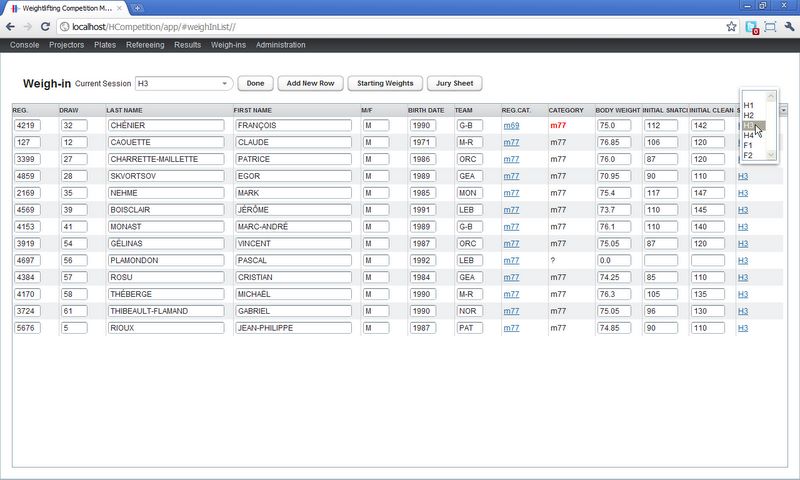 Weightlifting Competition M...
localhost/HCompetition/app/#weighInList//
0
Console Projectors Plates Refereeing Results Weigh-ins Administration
Weigh-in Current Session H3 Done Add New Row Starting Weights Jury Sheet
REG. DRAW LAST NAME FIRST NAME M/F BIRTH DATE TEAM REG.CAT. CATEGORY BODY WEIGHT INITIAL SNATC INITIAL CLEAN S
4219 32 CHÉNIER FRANÇOIS M 1990 G-B m69 m77 75.0 112 142
127 12 CAOUETTE CLAUDE M 1971 M-R m77 m77 76.85 106 120
3399 27 CHARRETTE-MAILLETTE PATRICE M 1986 ORC m77 m77 76.0 87 120
4859 28 SKVORTSOV EGOR M 1989 GEA m77 m77 70.95 90 110 H3
2169 35 NEHME MARK M 1985 MON m77 m77 75.4 117 147 H3
4569 39 BOISCLAIR JÉRÔME M 1991 LEB m77 m77 73.7 110 145 H3
4153 41 MONAST MARC-ANDRÉ M 1989 G-B m77 m77 76.1 110 140 H3
3919 54 GÉLINAS VINCENT M 1987 ORC m77 m77 75.05 87 120 H3
4697 56 PLAMONDON PASCAL M 1992 LEB m77 ? 0.0 H3
4384 57 ROSU CRISTIAN M 1984 GEA m77 m77 74.25 85 110 H3
4170 58 THÉBERGE MICHAËL M 1990 M-R m77 m77 76.3 105 135 H3
3724 61 THIBEAULT-FLAMAND GABRIEL M 1990 NOR m77 m77 75.05 96 130 H3
5676 5 RIOUX JEAN-PHILIPPE M 1987 PAT m77 m77 74.85 90 110 H3
H1
H2
H3
H4
F1
F2